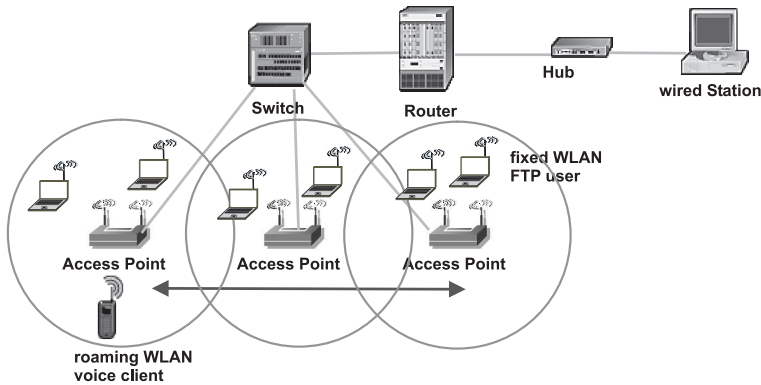 Switch
Router
Hub
wired Station
fixed WLAN
FTP user
Access Point
Access Point
Access Point
roaming WLAN
voice client